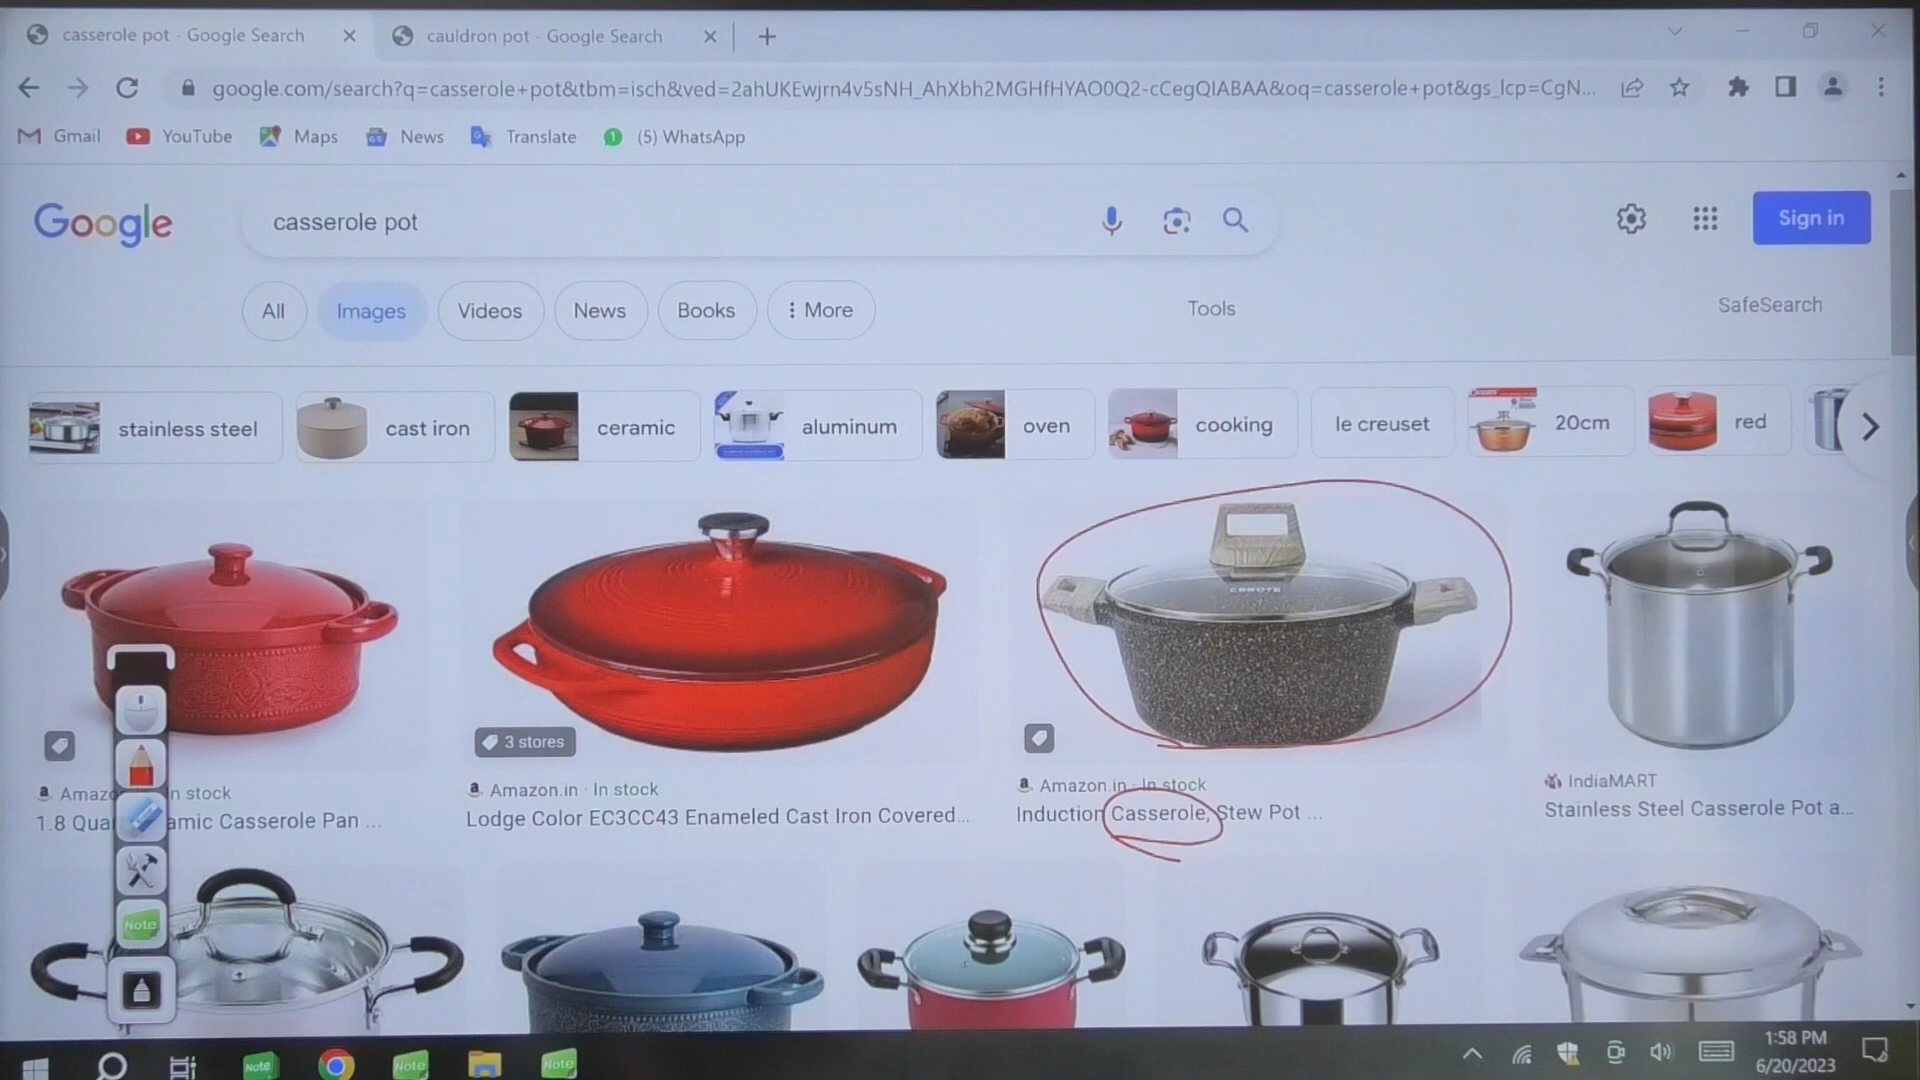 casserole pot - Google Search
cauldron pot - Google Search
google.com/search?q=casserole+pot&tbm=isch&ved=2ahUKEwjrn4v5sNH_AhXbh2MGHfHYAO0Q2-cCegQIABAA&oq=casserole+pot&gs_lcp=CgN...
Gmail YouTube Maps News Translate (5) WhatsApp
Google
casserole pot
Sign in
All Images Videos News Books More
Tools
SafeSearch
stainless steel cast iron ceramic aluminum oven cooking le creuset 20cm red
3 stores
n stock
Amazon.in · In stock
Amazon.in · In stock
IndiaMART
amic Casserole Pan ...
Lodge Color EC3CC43 Enameled Cast Iron Covered...
Induction Casserole, Stew Pot ...
Stainless Steel Casserole Pot a...
Note
Note Note Note
1:58 PM
6/20/2023